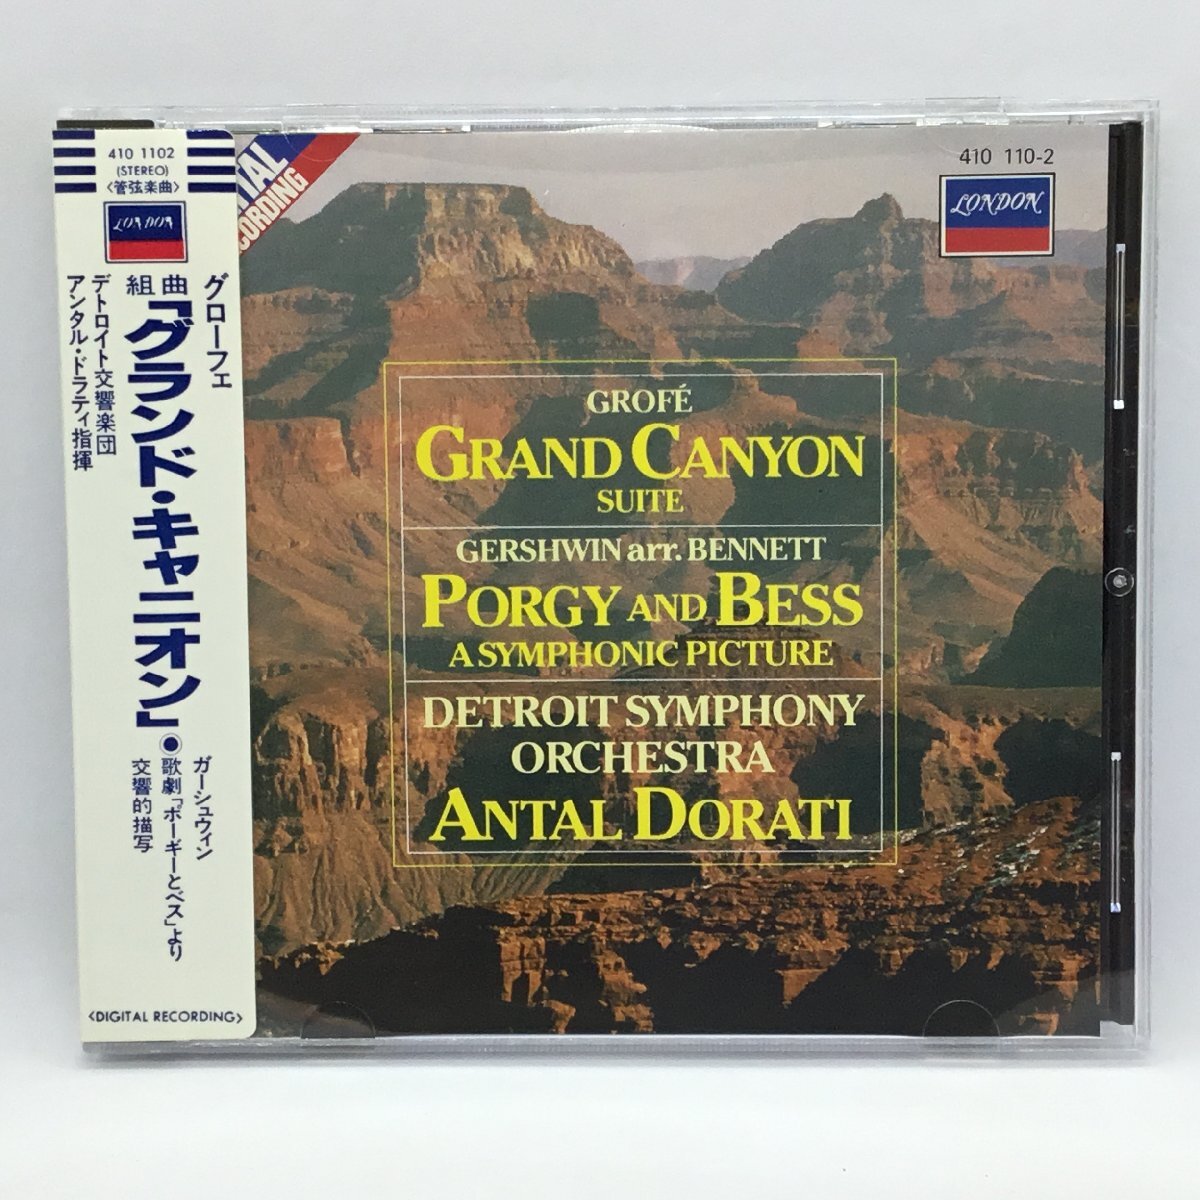 410 1102
(STEREO)
〈管弦楽曲〉
LONDON
グローフェ
組曲
「グランド・キャニオン」◉
デトロイト交響楽団
アンタル・ドラティ指揮
ガーシュウィン
歌劇「ポーギーとベス」より
交響的描写
〈DIGITAL RECORDING〉
410 110-2
LONDON
GROFÉ
GRAND CANYON
SUITE
GERSHWIN arr. BENNETT
PORGY AND BESS
A SYMPHONIC PICTURE
DETROIT SYMPHONY
ORCHESTRA
ANTAL DORATI